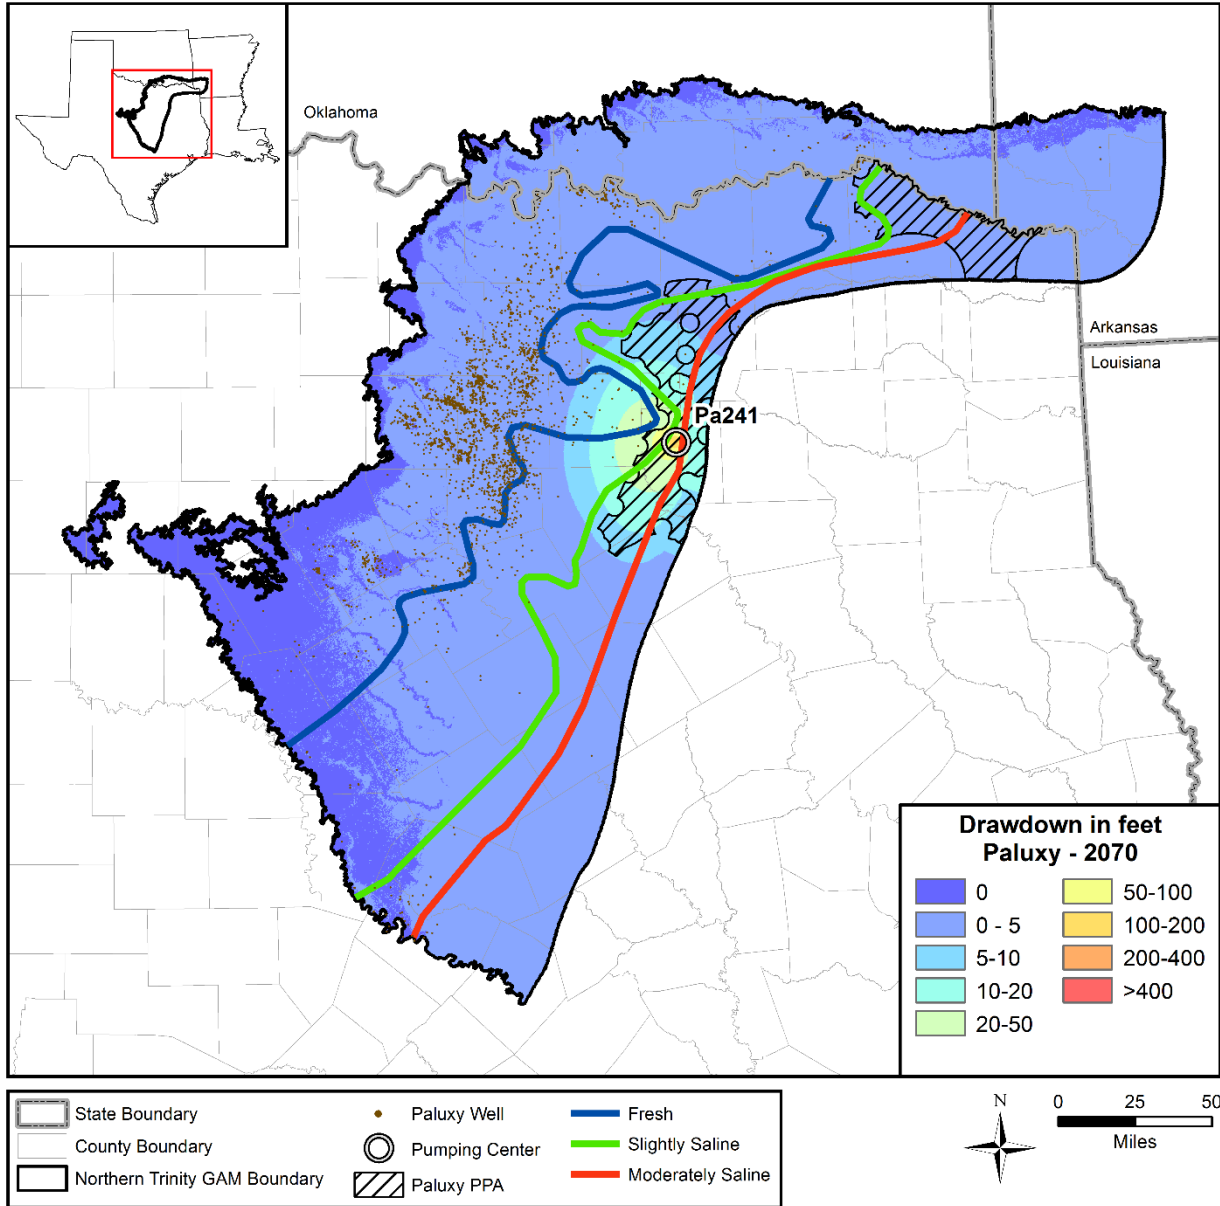 Oklahoma
Arkansas
Louisiana
Pa241
Drawdown in feet
Paluxy - 2070
0
0 - 5
5-10
10-20
20-50
50-100
100-200
200-400
>400
State Boundary
County Boundary
Northern Trinity GAM Boundary
Paluxy Well
Pumping Center
Paluxy PPA
Fresh
Slightly Saline
Moderately Saline
N
0 25 50
Miles